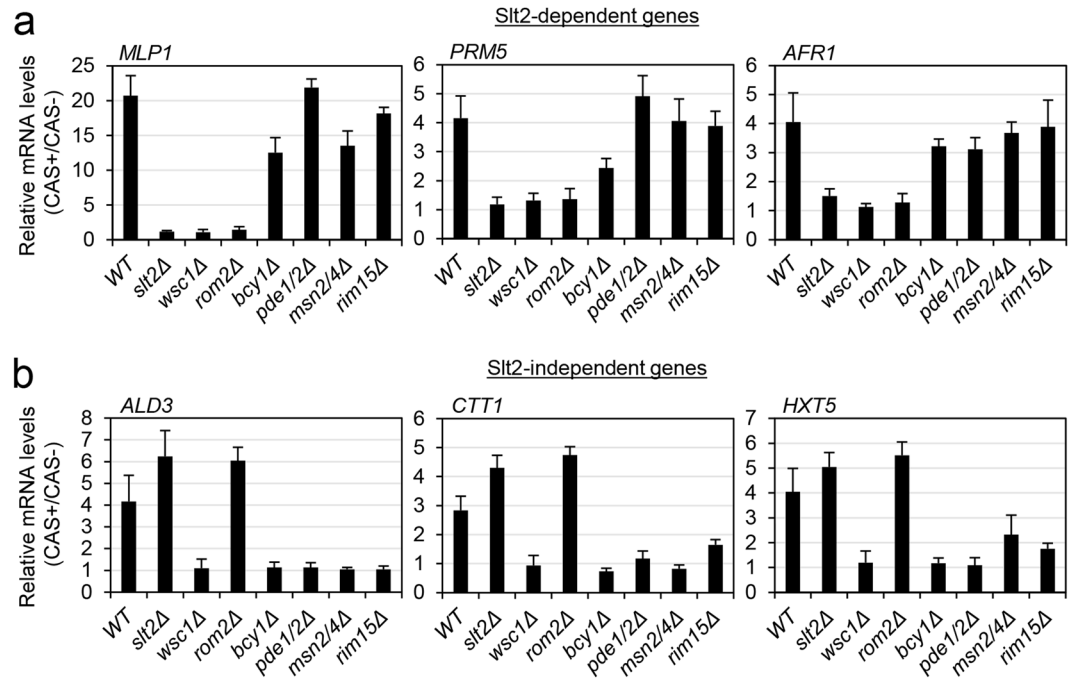 a
Slt2-dependent genes
MLP1
PRM5
AFR1
Relative mRNA levels
(CAS+/CAS-)
25
20
15
10
5
0
6
5
4
3
2
1
0
6
5
4
3
2
1
0
WT slt2Δ wsc1Δ rom2Δ bcy1Δ pde1/2Δ msn2/4Δ rim15Δ
WT slt2Δ wsc1Δ rom2Δ bcy1Δ pde1/2Δ msn2/4Δ rim15Δ
WT slt2Δ wsc1Δ rom2Δ bcy1Δ pde1/2Δ msn2/4Δ rim15Δ
b
Slt2-independent genes
ALD3
CTT1
HXT5
Relative mRNA levels
(CAS+/CAS-)
8
7
6
5
4
3
2
1
0
6
5
4
3
2
1
0
7
6
5
4
3
2
1
0
WT slt2Δ wsc1Δ rom2Δ bcy1Δ pde1/2Δ msn2/4Δ rim15Δ
WT slt2Δ wsc1Δ rom2Δ bcy1Δ pde1/2Δ msn2/4Δ rim15Δ
WT slt2Δ wsc1Δ rom2Δ bcy1Δ pde1/2Δ msn2/4Δ rim15Δ